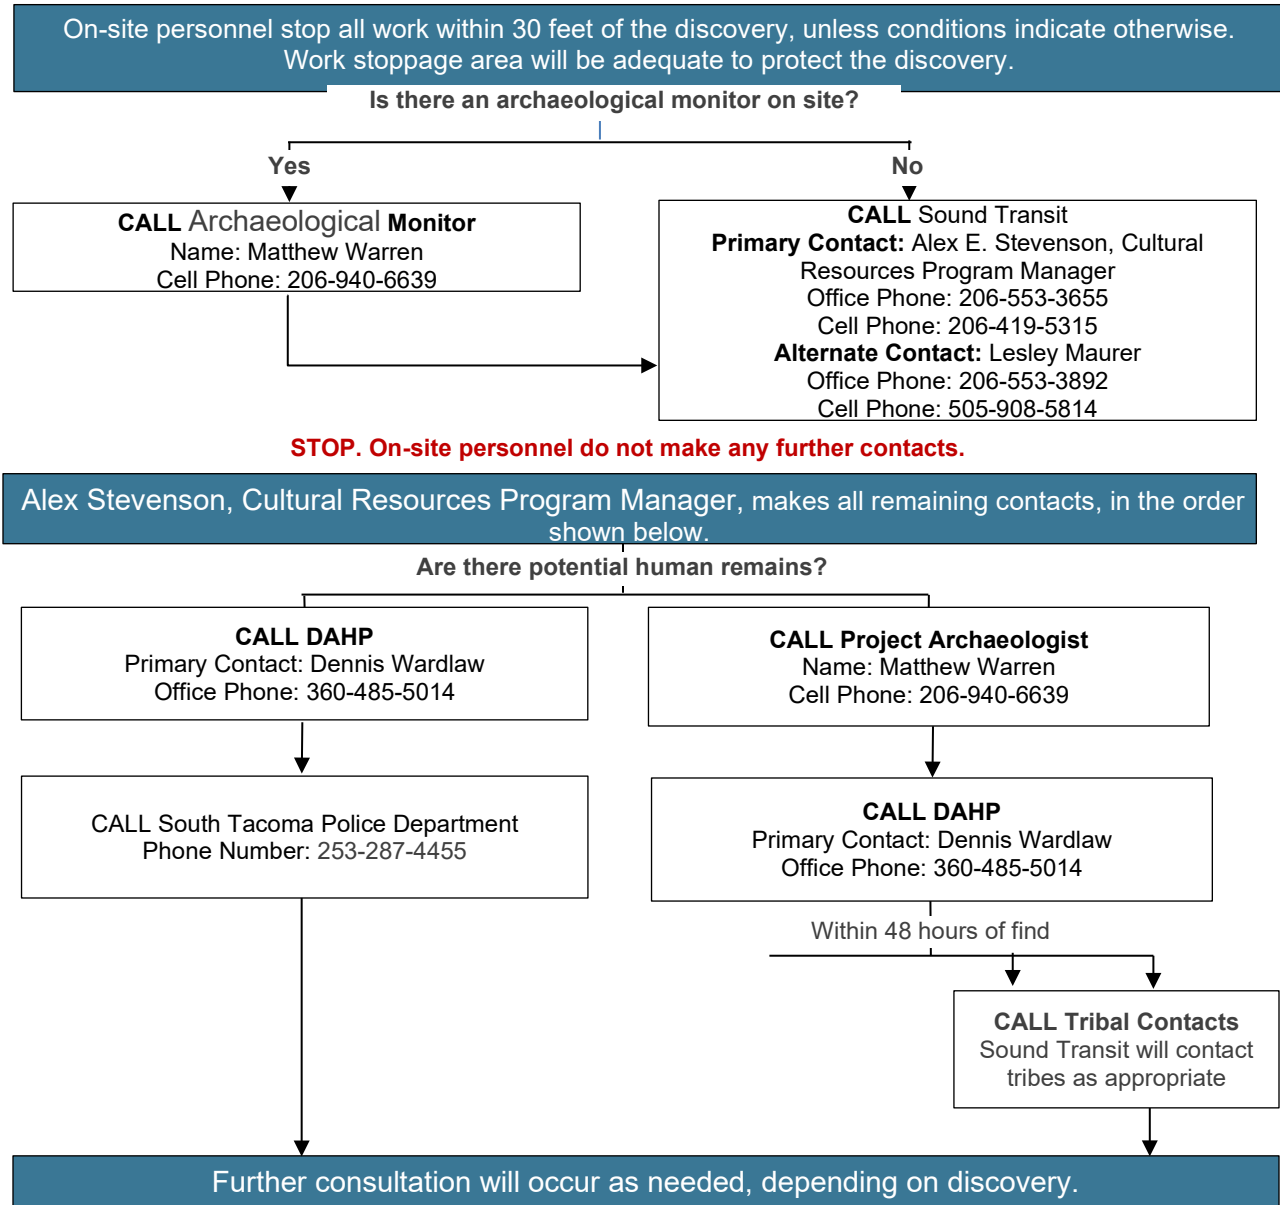 On-site personnel stop all work within 30 feet of the discovery, unless conditions indicate otherwise.
Work stoppage area will be adequate to protect the discovery.
Is there an archaeological monitor on site?
Yes
No
CALL Archaeological Monitor
Name: Matthew Warren
Cell Phone: 206-940-6639
CALL Sound Transit
Primary Contact: Alex E. Stevenson, Cultural
Resources Program Manager
Office Phone: 206-553-3655
Cell Phone: 206-419-5315
Alternate Contact: Lesley Maurer
Office Phone: 206-553-3892
Cell Phone: 505-908-5814
STOP. On-site personnel do not make any further contacts.
Alex Stevenson, Cultural Resources Program Manager, makes all remaining contacts, in the order
shown below.
Are there potential human remains?
CALL DAHP
Primary Contact: Dennis Wardlaw
Office Phone: 360-485-5014
CALL Project Archaeologist
Name: Matthew Warren
Cell Phone: 206-940-6639
CALL South Tacoma Police Department
Phone Number: 253-287-4455
CALL DAHP
Primary Contact: Dennis Wardlaw
Office Phone: 360-485-5014
Within 48 hours of find
CALL Tribal Contacts
Sound Transit will contact
tribes as appropriate
Further consultation will occur as needed, depending on discovery.